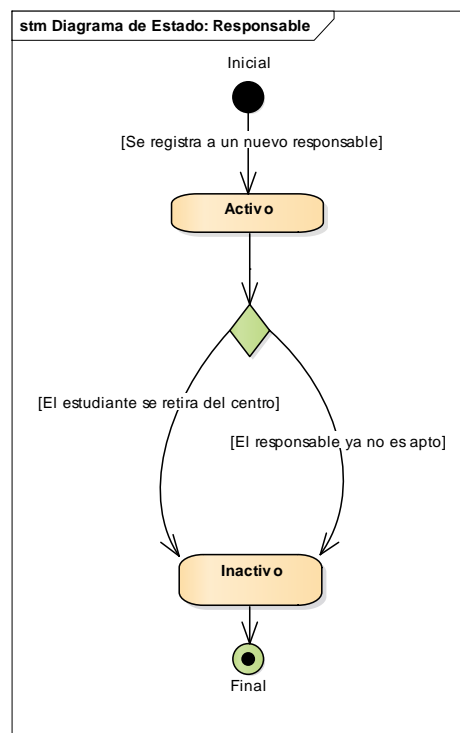 stm Diagrama de Estado: Responsable
Inicial
[Se registra a un nuevo responsable]
Activo
[El estudiante se retira del centro]
[El responsable ya no es apto]
Inactivo
Final